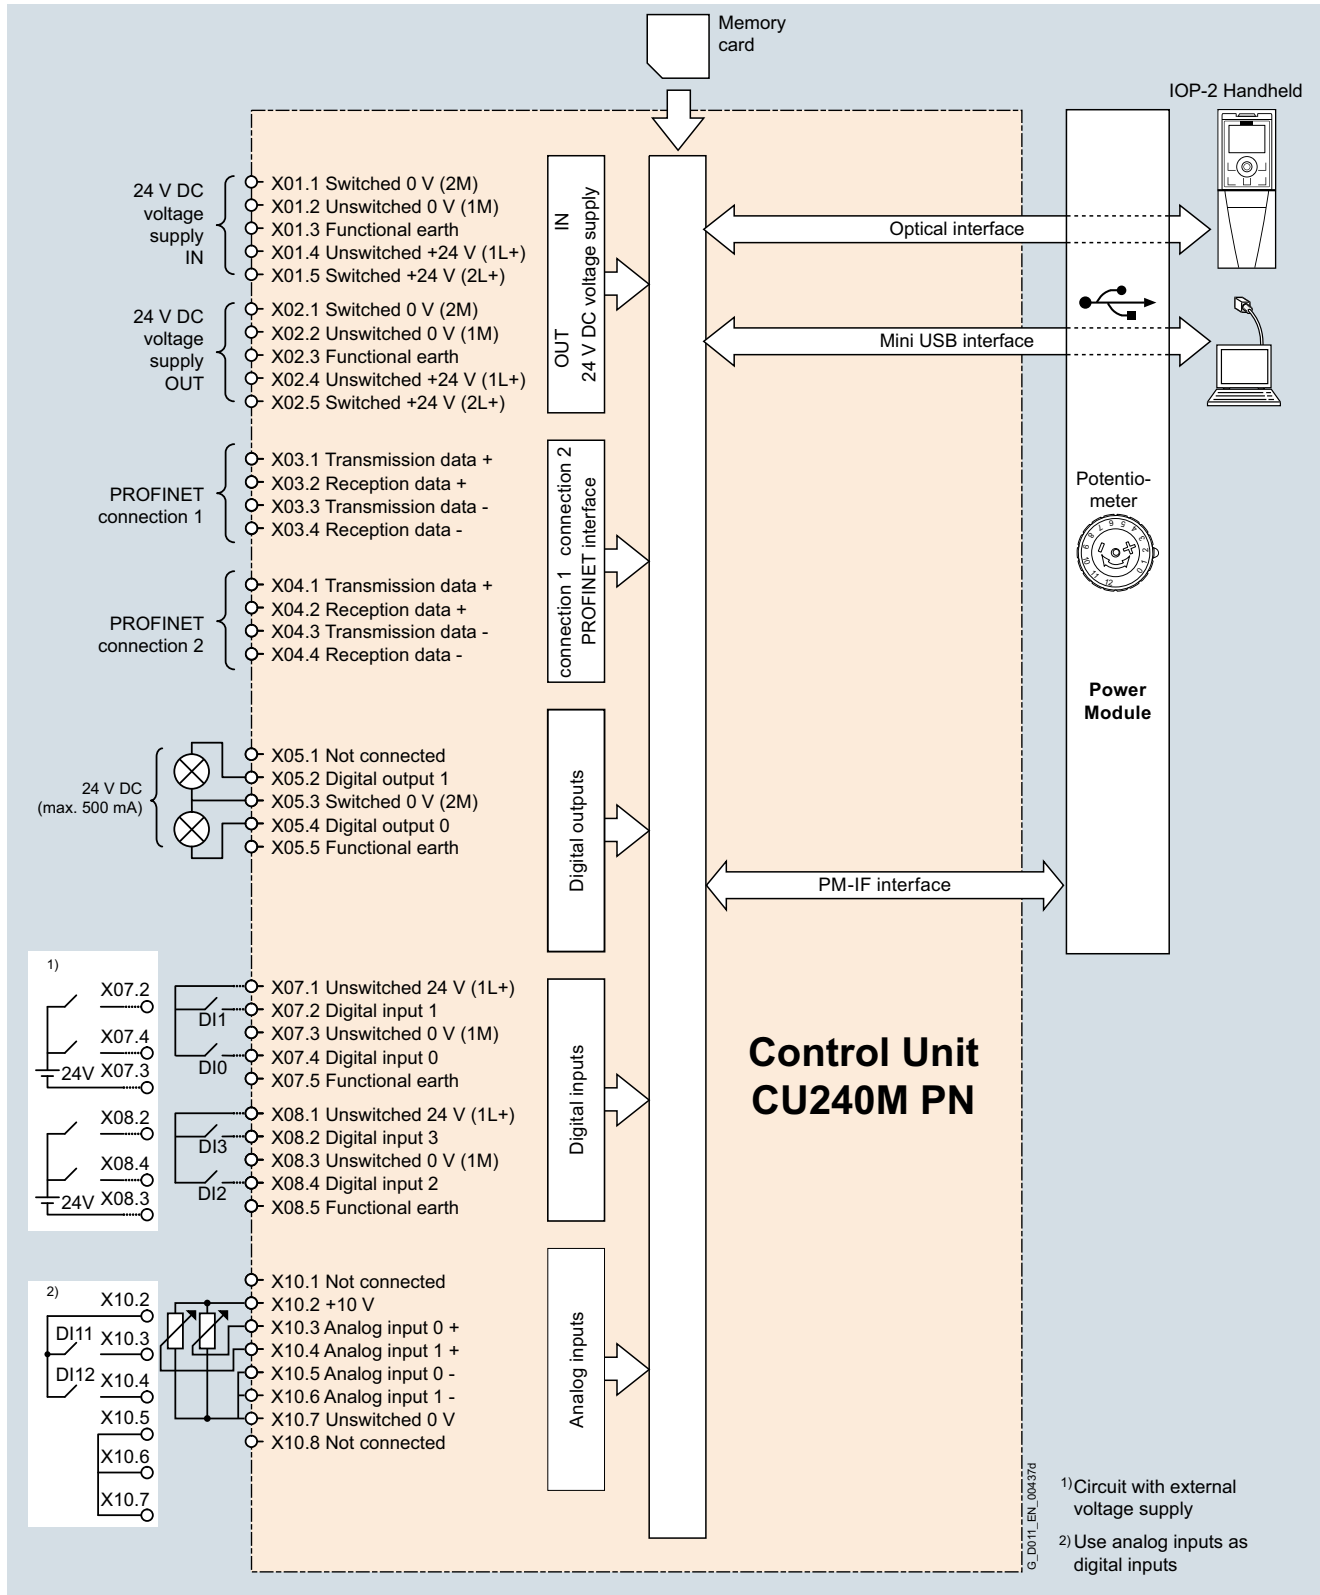 Memory
card
IOP-2 Handheld
24 V DC
voltage
supply
IN
X01.1 Switched 0 V (2M)
X01.2 Unswitched 0 V (1M)
X01.3 Functional earth
X01.4 Unswitched +24 V (1L+)
X01.5 Switched +24 V (2L+)
24 V DC
voltage
supply
OUT
X02.1 Switched 0 V (2M)
X02.2 Unswitched 0 V (1M)
X02.3 Functional earth
X02.4 Unswitched +24 V (1L+)
X02.5 Switched +24 V (2L+)
OUT IN
24 V DC voltage supply
Optical interface
Mini USB interface
PROFINET
connection 1
X03.1 Transmission data +
X03.2 Reception data +
X03.3 Transmission data -
X03.4 Reception data -
PROFINET
connection 2
X04.1 Transmission data +
X04.2 Reception data +
X04.3 Transmission data -
X04.4 Reception data -
connection 1 connection 2
PROFINET interface
Potentio-
meter
0 1 2 3 4 5 6 7 8 9 10 11 12
- +
Power
Module
24 V DC
(max. 500 mA)
X05.1 Not connected
X05.2 Digital output 1
X05.3 Switched 0 V (2M)
X05.4 Digital output 0
X05.5 Functional earth
Digital outputs
PM-IF interface
1)
X07.2
X07.4
24V X07.3
X08.2
X08.4
24V X08.3
DI1
DI0
DI3
DI2
X07.1 Unswitched 24 V (1L+)
X07.2 Digital input 1
X07.3 Unswitched 0 V (1M)
X07.4 Digital input 0
X07.5 Functional earth
X08.1 Unswitched 24 V (1L+)
X08.2 Digital input 3
X08.3 Unswitched 0 V (1M)
X08.4 Digital input 2
X08.5 Functional earth
Digital inputs
Control Unit
CU240M PN
2)
X10.2
DI11 X10.3
DI12 X10.4
X10.5
X10.6
X10.7
X10.1 Not connected
X10.2 +10 V
X10.3 Analog input 0 +
X10.4 Analog input 1 +
X10.5 Analog input 0 -
X10.6 Analog input 1 -
X10.7 Unswitched 0 V
X10.8 Not connected
Analog inputs
G_D011_EN_00437d
1) Circuit with external
voltage supply
2) Use analog inputs as
digital inputs